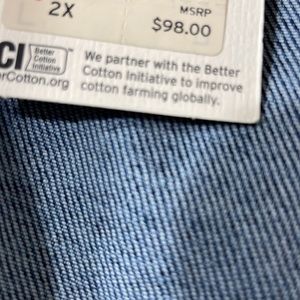 2X
MSRP
$98.00
CI Better Cotton Initiative
erCotton.org
We partner with the Better
Cotton Initiative to improve
cotton farming globally.